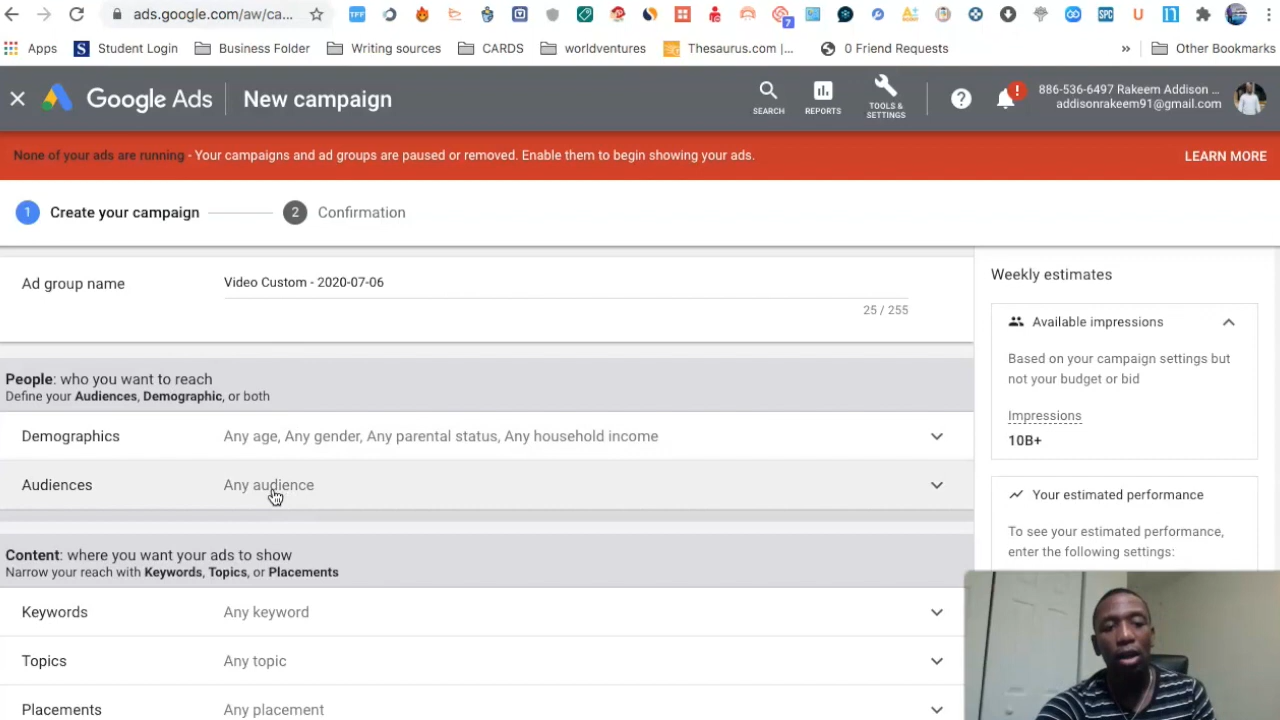 ads.google.com/aw/ca...
TFF
7
SPC
U
Apps
S Student Login
Business Folder
Writing sources
CARDS
worldventures
Thesaurus.com |...
0 Friend Requests
»
Other Bookmarks
Google Ads
New campaign
SEARCH
REPORTS
TOOLS &
SETTINGS
?
!
886-536-6497 Rakeem Addison ...
addisonrakeem91@gmail.com
None of your ads are running - Your campaigns and ad groups are paused or removed. Enable them to begin showing your ads.
LEARN MORE
1 Create your campaign
2 Confirmation
Ad group name
Video Custom - 2020-07-06
25 / 255
People: who you want to reach
Define your Audiences, Demographic, or both
Demographics
Any age, Any gender, Any parental status, Any household income
Audiences
Any audience
Content: where you want your ads to show
Narrow your reach with Keywords, Topics, or Placements
Keywords
Any keyword
Topics
Any topic
Placements
Any placement
Weekly estimates
Available impressions
Based on your campaign settings but
not your budget or bid
Impressions
10B+
Your estimated performance
To see your estimated performance,
enter the following settings: